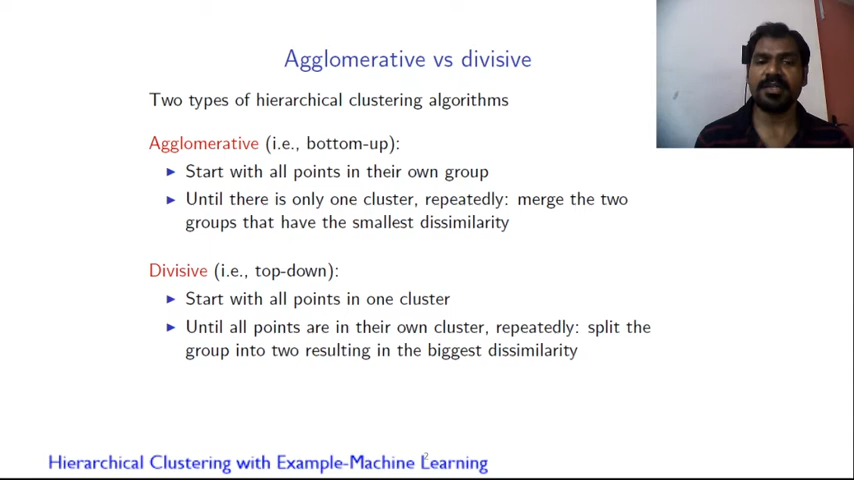 Agglomerative vs divisive
Two types of hierarchical clustering algorithms
Agglomerative (i.e., bottom-up):
▶ Start with all points in their own group
▶ Until there is only one cluster, repeatedly: merge the two
groups that have the smallest dissimilarity
Divisive (i.e., top-down):
▶ Start with all points in one cluster
▶ Until all points are in their own cluster, repeatedly: split the
group into two resulting in the biggest dissimilarity
2
Hierarchical Clustering with Example-Machine Learning